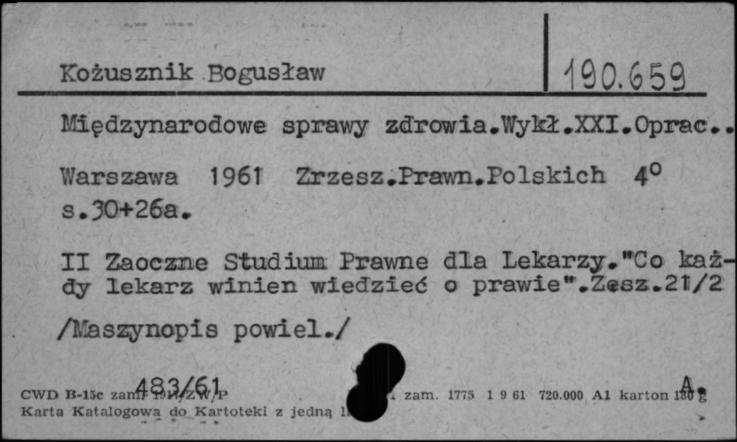 Kożusznik Bogusław
190.659
Międzynarodowe sprawy zdrowia.Wykł.XXI.Oprac..
Warszawa 1961 Zrzesz.Prawn.Polskich 4º
s.30+26a.
II Zaoczne Studium Prawne dla Lekarzy."Co każ-
dy lekarz winien wiedzieć o prawie".Zesz.21/2
/Maszynopis powiel./
483/61 A.
CWD B-15c zam. zam. 1775 1 9 61 720.000 A1 karton 180 g
Karta Katalogowa do Kartoteki z jedną